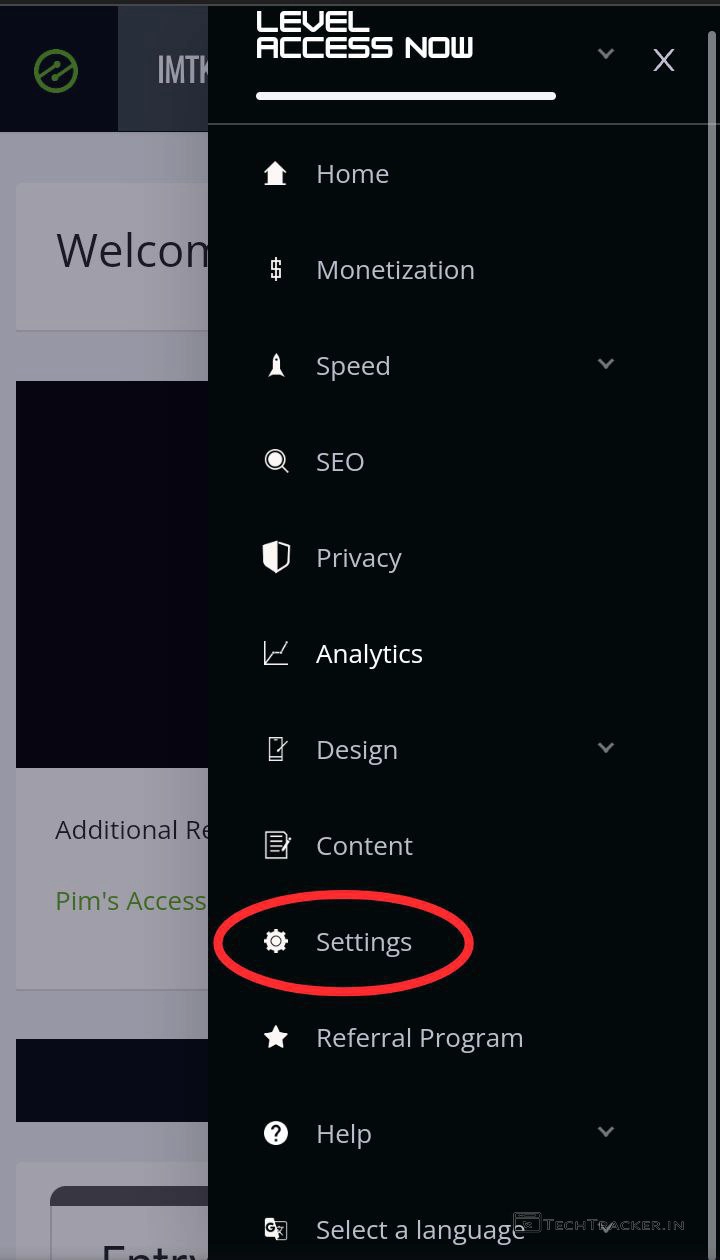 LEVEL
ACCESS NOW
X
IMTK
Home
Welcom
Monetization
Speed
SEO
Privacy
Analytics
Design
Additional Re
Content
Pim's Access
Settings
Referral Program
Help
Select a language
TECHTRACKER.IN
Entry